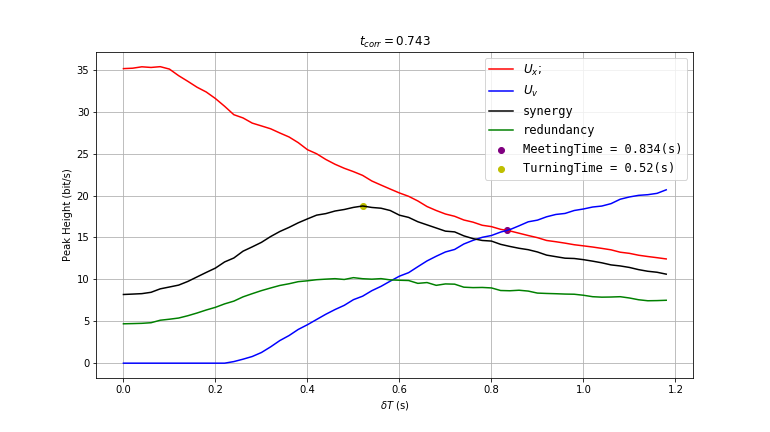 t_corr = 0.743
35
30
25
20
15
10
5
0
Peak Height (bit/s)
U_x;
U_v
synergy
redundancy
MeetingTime = 0.834(s)
TurningTime = 0.52(s)
0.0 0.2 0.4 0.6 0.8 1.0 1.2
δT (s)